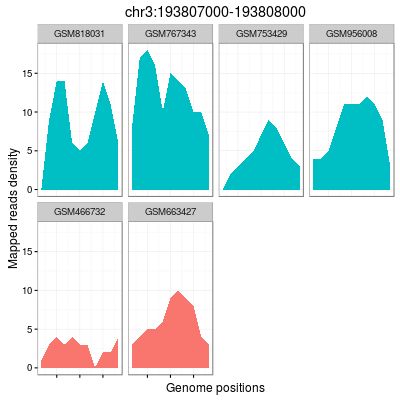 chr3:193807000-193808000
GSM818031 GSM767343 GSM753429 GSM956008
15
10
5
0
GSM466732 GSM663427
15
10
5
0
Mapped reads density
Genome positions